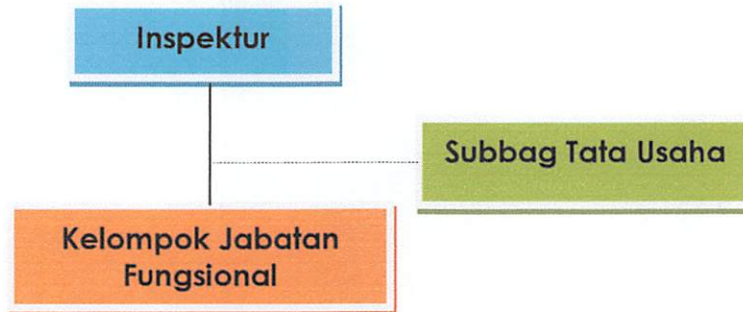 Inspektur
Subbag Tata Usaha
Kelompok Jabatan
Fungsional